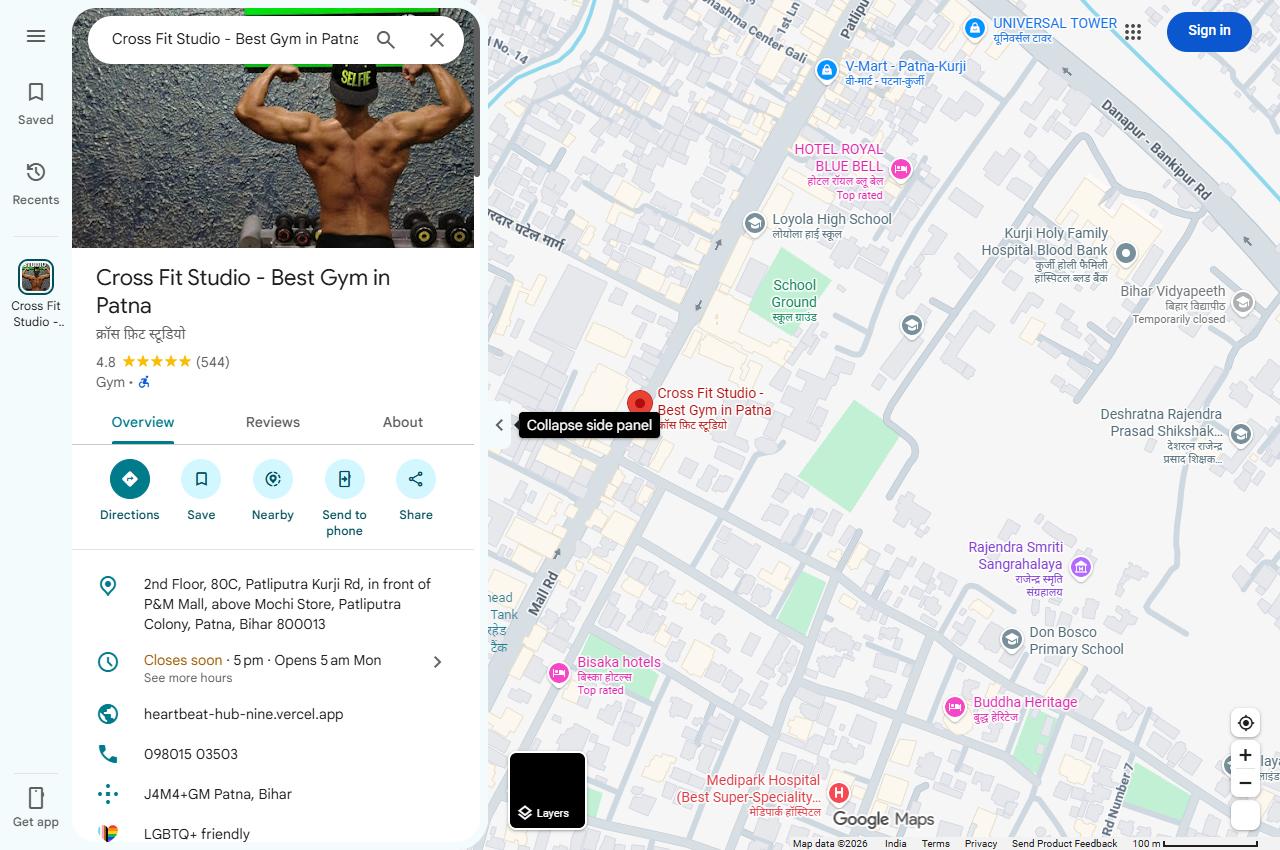 Cross Fit Studio - Best Gym in Patna
SELFIE
Saved
Recents
Cross Fit
Studio -..
Get app
Cross Fit Studio - Best Gym in
Patna
क्रॉस फ़िट स्टूडियो
4.8 ★★★★★ (544)
Gym •
Overview
Reviews
About
Directions
Save
Nearby
Send to
phone
Share
2nd Floor, 80C, Patliputra Kurji Rd, in front of
P&M Mall, above Mochi Store, Patliputra
Colony, Patna, Bihar 800013
Closes soon · 5 pm · Opens 5 am Mon
See more hours
heartbeat-hub-nine.vercel.app
098015 03503
J4M4+GM Patna, Bihar
LGBTQ+ friendly
Collapse side panel
Sign in
UNIVERSAL TOWER
यूनिवर्सल टावर
V-Mart - Patna-Kurji
वी-मार्ट - पटना-कुर्जी
Danapur - Bankipur Rd
HOTEL ROYAL
BLUE BELL
होटल रॉयल ब्लू बेल
Top rated
Loyola High School
लोयोला हाई स्कूल
Kurji Holy Family
Hospital Blood Bank
कुर्जी होली फैमिली
हॉस्पिटल ब्लड बैंक
School
Ground
स्कूल ग्राउंड
Bihar Vidyapeeth
बिहार विद्यापीठ
Temporarily closed
Cross Fit Studio -
Best Gym in Patna
क्रॉस फ़िट स्टूडियो
Deshratna Rajendra
Prasad Shikshak...
देशरत्न राजेन्द्र
प्रसाद शिक्षक...
Rajendra Smriti
Sangrahalaya
राजेन्द्र स्मृति
संग्रहालय
Mall Rd
Don Bosco
Primary School
Bisaka hotels
बिस्का होटल्स
Top rated
Buddha Heritage
बुद्ध हेरिटेज
Medipark Hospital
(Best Super-Speciality...
मेडिपार्क हॉस्पिटल
Rd Number 7
Layers
Google Maps
Map data ©2026
India
Terms
Privacy
Send Product Feedback
100 m